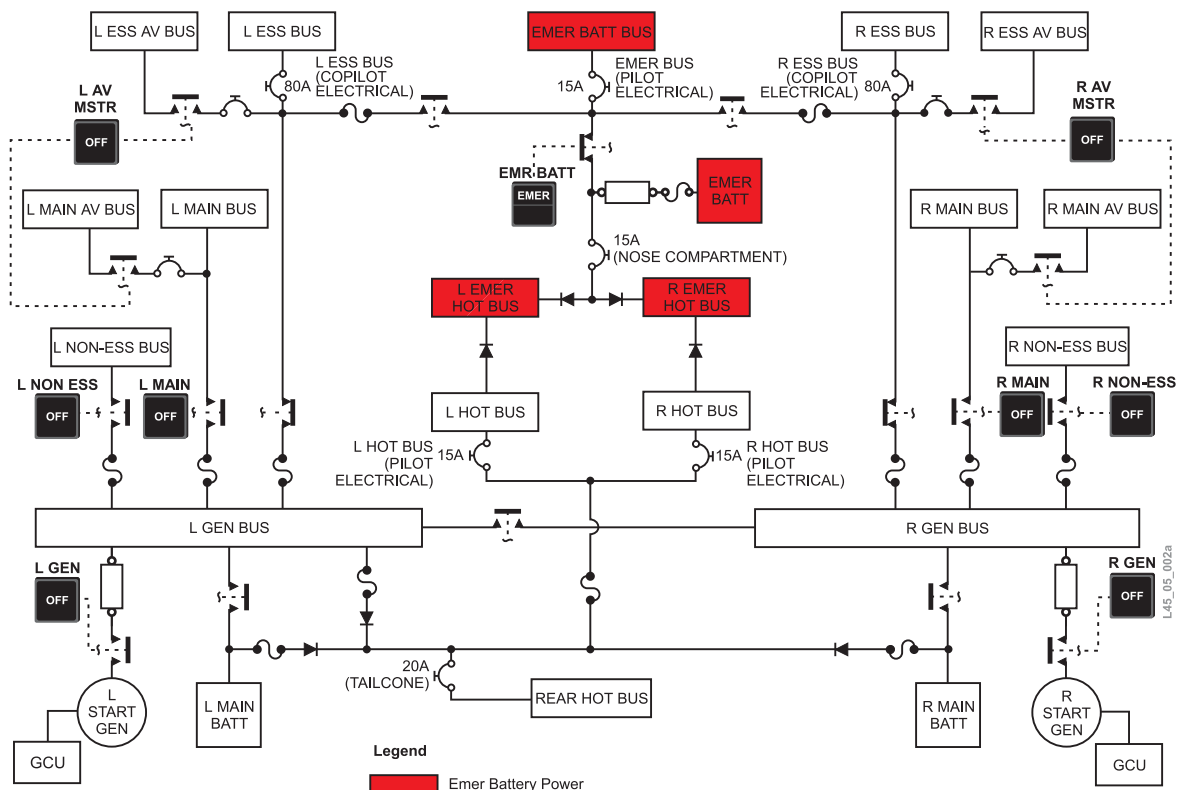 L ESS AV BUS
L ESS BUS
EMER BATT BUS
R ESS BUS
R ESS AV BUS
L ESS BUS
(COPILOT
ELECTRICAL)
80A
EMER BUS
(PILOT
ELECTRICAL)
15A
R ESS BUS
(COPILOT
ELECTRICAL)
80A
L AV
MSTR
OFF
R AV
MSTR
OFF
EMR BATT
EMER
EMER
BATT
L MAIN AV BUS
L MAIN BUS
R MAIN BUS
R MAIN AV BUS
15A
(NOSE COMPARTMENT)
L EMER
HOT BUS
R EMER
HOT BUS
L NON-ESS BUS
R NON-ESS BUS
L NON ESS
OFF
L MAIN
OFF
R MAIN
OFF
R NON-ESS
OFF
L HOT BUS
R HOT BUS
L HOT BUS
(PILOT
ELECTRICAL)
15A
15A
R HOT BUS
(PILOT
ELECTRICAL)
L GEN BUS
R GEN BUS
L GEN
OFF
R GEN
OFF
L45_05_002a
20A
(TAILCONE)
REAR HOT BUS
L
START
GEN
L MAIN
BATT
R MAIN
BATT
R
START
GEN
GCU
GCU
Legend
Emer Battery Power